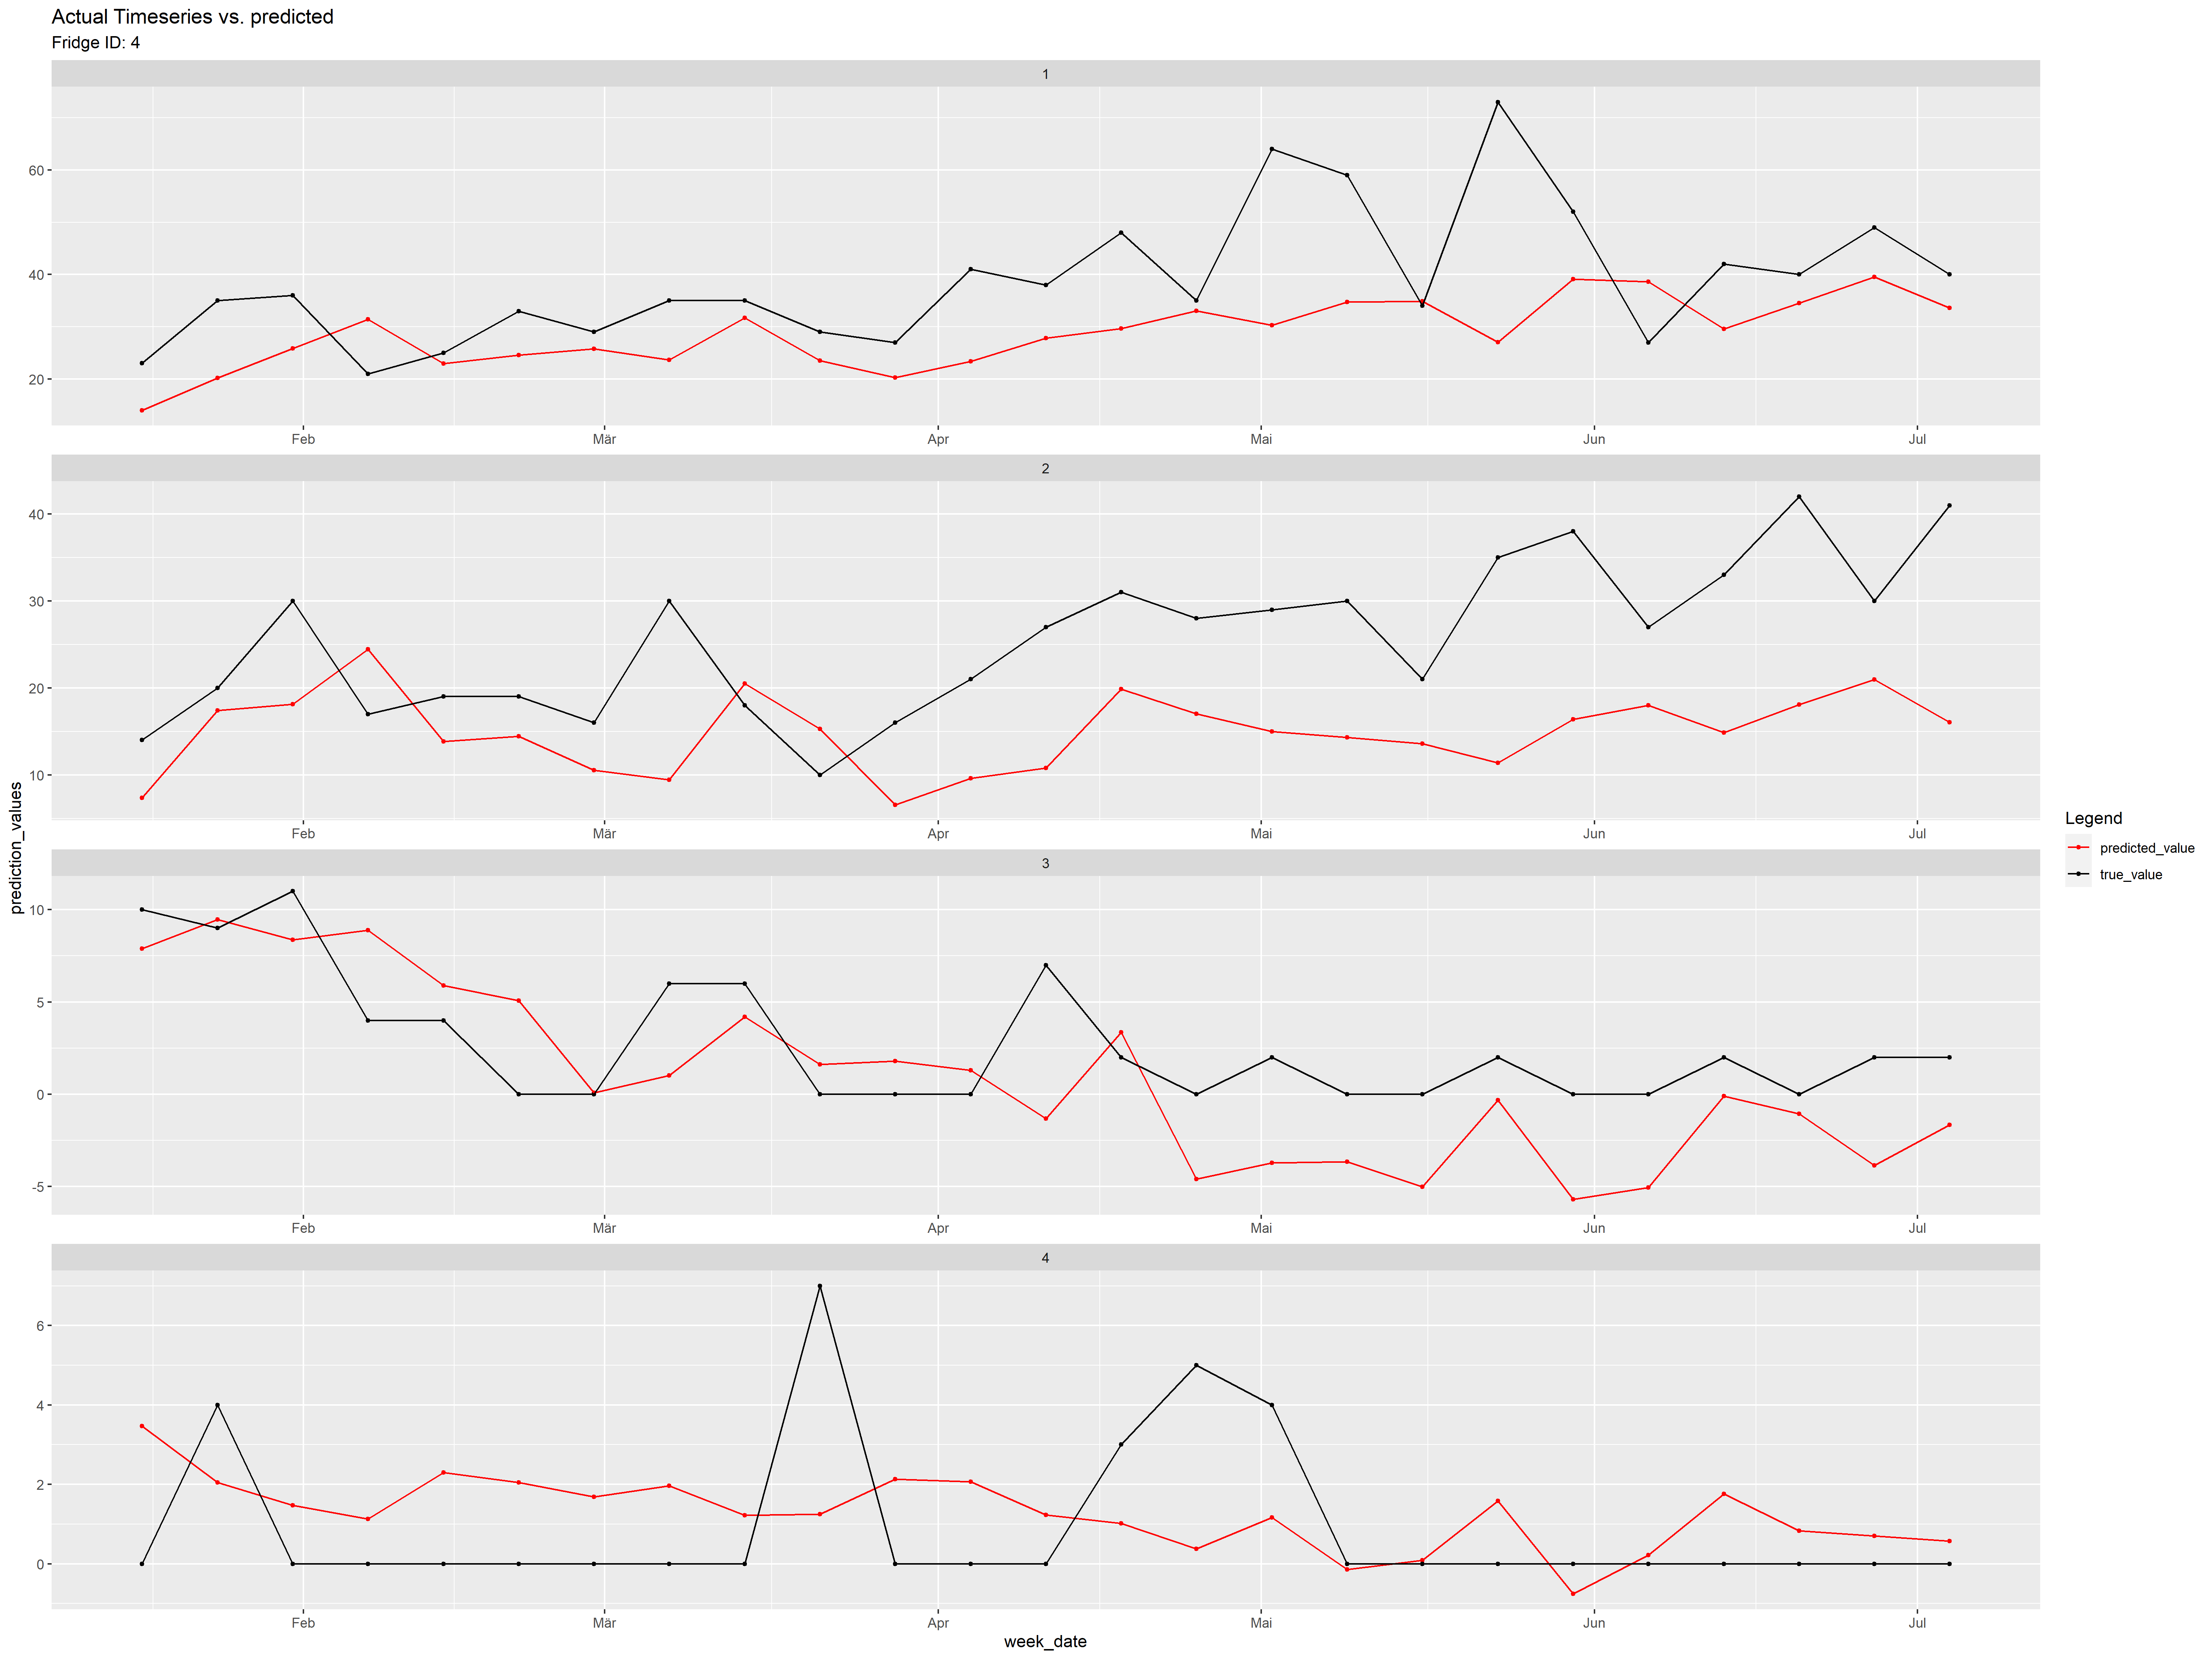 Actual Timeseries vs. predicted
Fridge ID: 4
1
60
40
20
Feb Mär Apr Mai Jun Jul
2
40
30
20
10
Feb Mär Apr Mai Jun Jul
3
10
5
0
-5
Feb Mär Apr Mai Jun Jul
4
6
4
2
0
Feb Mär Apr Mai Jun Jul
week_date
prediction_values
Legend
predicted_value
true_value